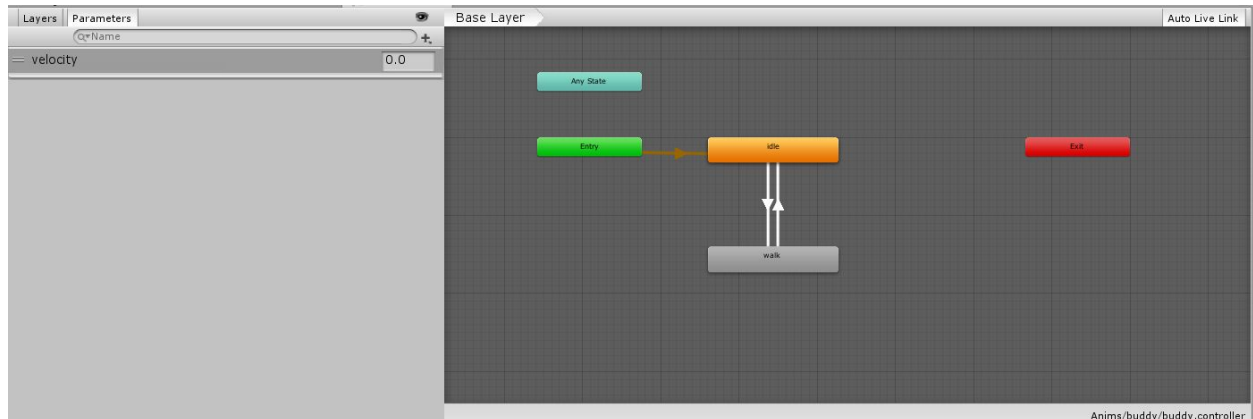 Layers Parameters
Name
velocity 0.0
Base Layer
Auto Live Link
Any State
Entry
idle
Exit
walk
Anims/buddy/buddy.controller